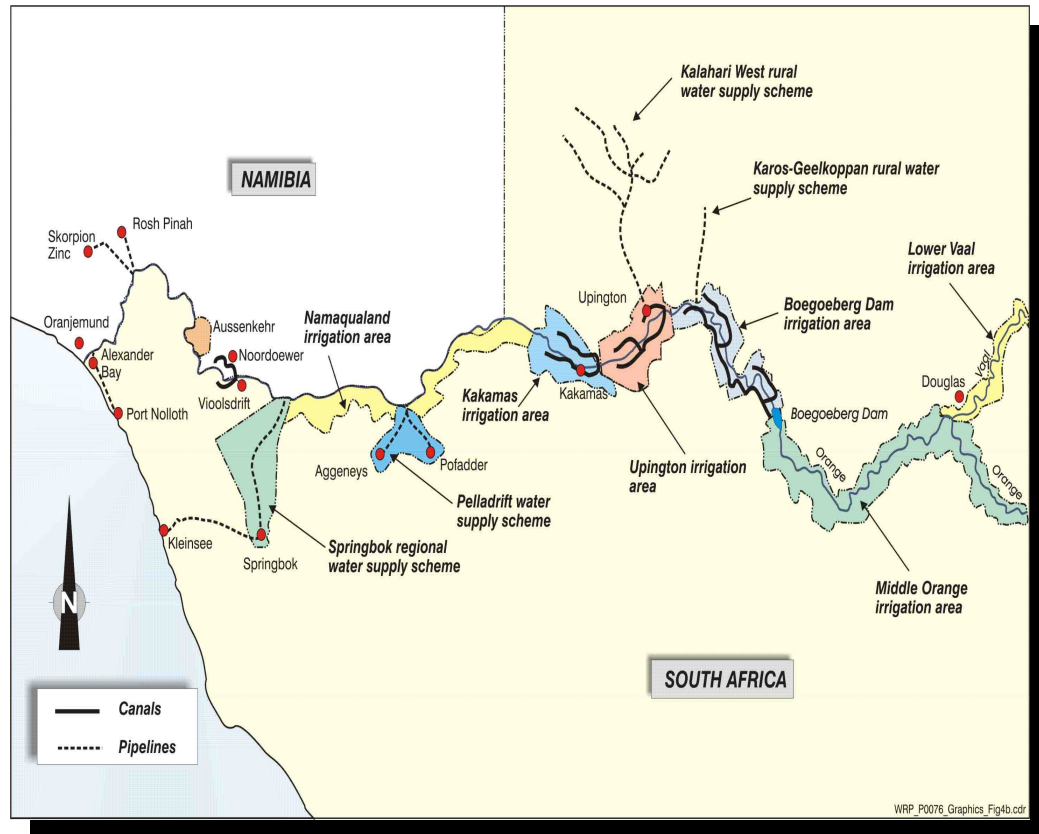 Kalahari West rural
water supply scheme
Karos-Geelkoppan rural water
supply scheme
NAMIBIA
Rosh Pinah
Skorpion
Zinc
Lower Vaal
irrigation area
Upington
Boegoeberg Dam
irrigation area
Oranjemund
Aussenkehr
Namaqualand
irrigation area
Noordoewer
Alexander
Bay
Vaal
Douglas
Vioolsdrift
Kakamas
irrigation area
Kakamas
Port Nolloth
Boegoeberg Dam
Aggeneys
Pofadder
Upington irrigation
area
Orange
Orange
Pelladrift water
supply scheme
Kleinsee
Springbok
Springbok regional
water supply scheme
Middle Orange
irrigation area
N
SOUTH AFRICA
Canals
Pipelines
WRP_P0076_Graphics_Fig4b.cdr